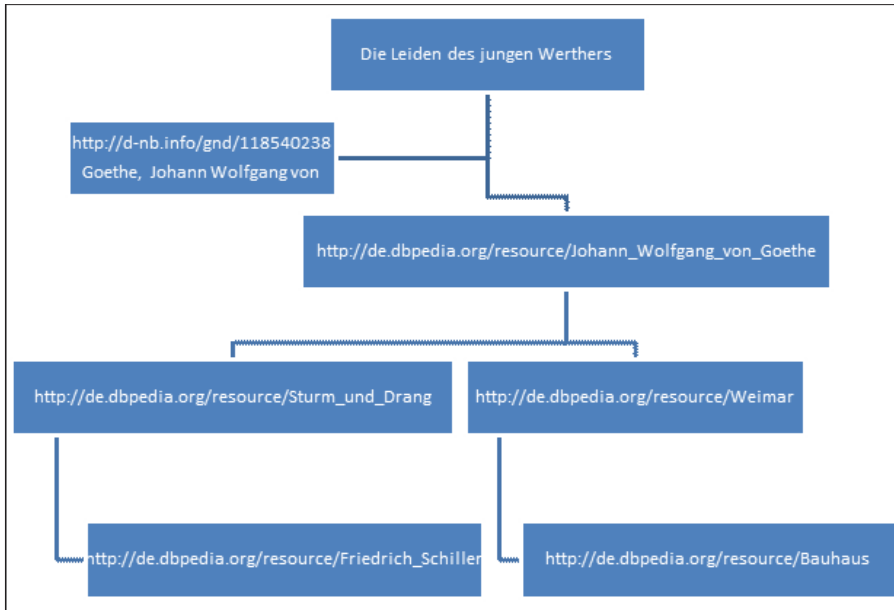 Die Leiden des jungen Werthers
http://d-nb.info/gnd/118540238
Goethe, Johann Wolfgang von
http://de.dbpedia.org/resource/Johann_Wolfgang_von_Goethe
http://de.dbpedia.org/resource/Sturm_und_Drang
http://de.dbpedia.org/resource/Weimar
http://de.dbpedia.org/resource/Friedrich_Schiller
http://de.dbpedia.org/resource/Bauhaus